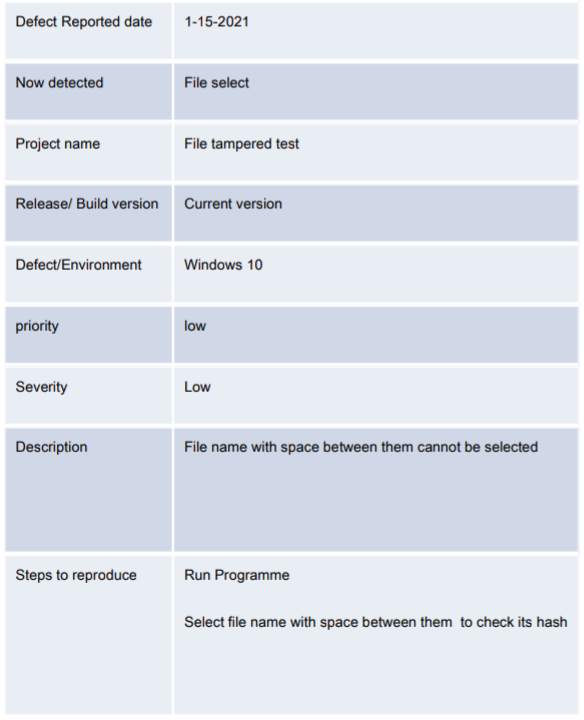 Defect Reported date 1-15-2021
Now detected File select
Project name File tampered test
Release/ Build version Current version
Defect/Environment Windows 10
priority low
Severity Low
Description File name with space between them cannot be selected
Steps to reproduce Run Programme
Select file name with space between them  to check its hash